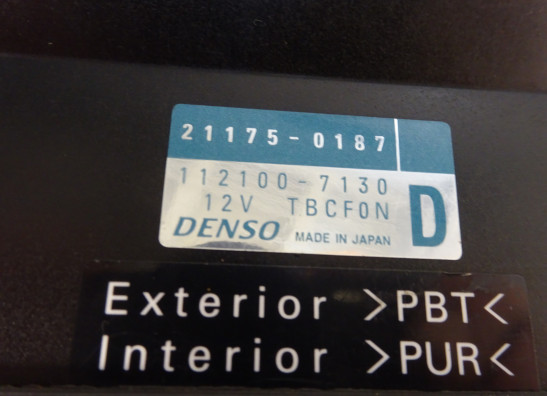 21175-0187
112100-7130
12V TBCF0N
D
DENSO MADE IN JAPAN
Exterior >PBT<
Interior >PUR<